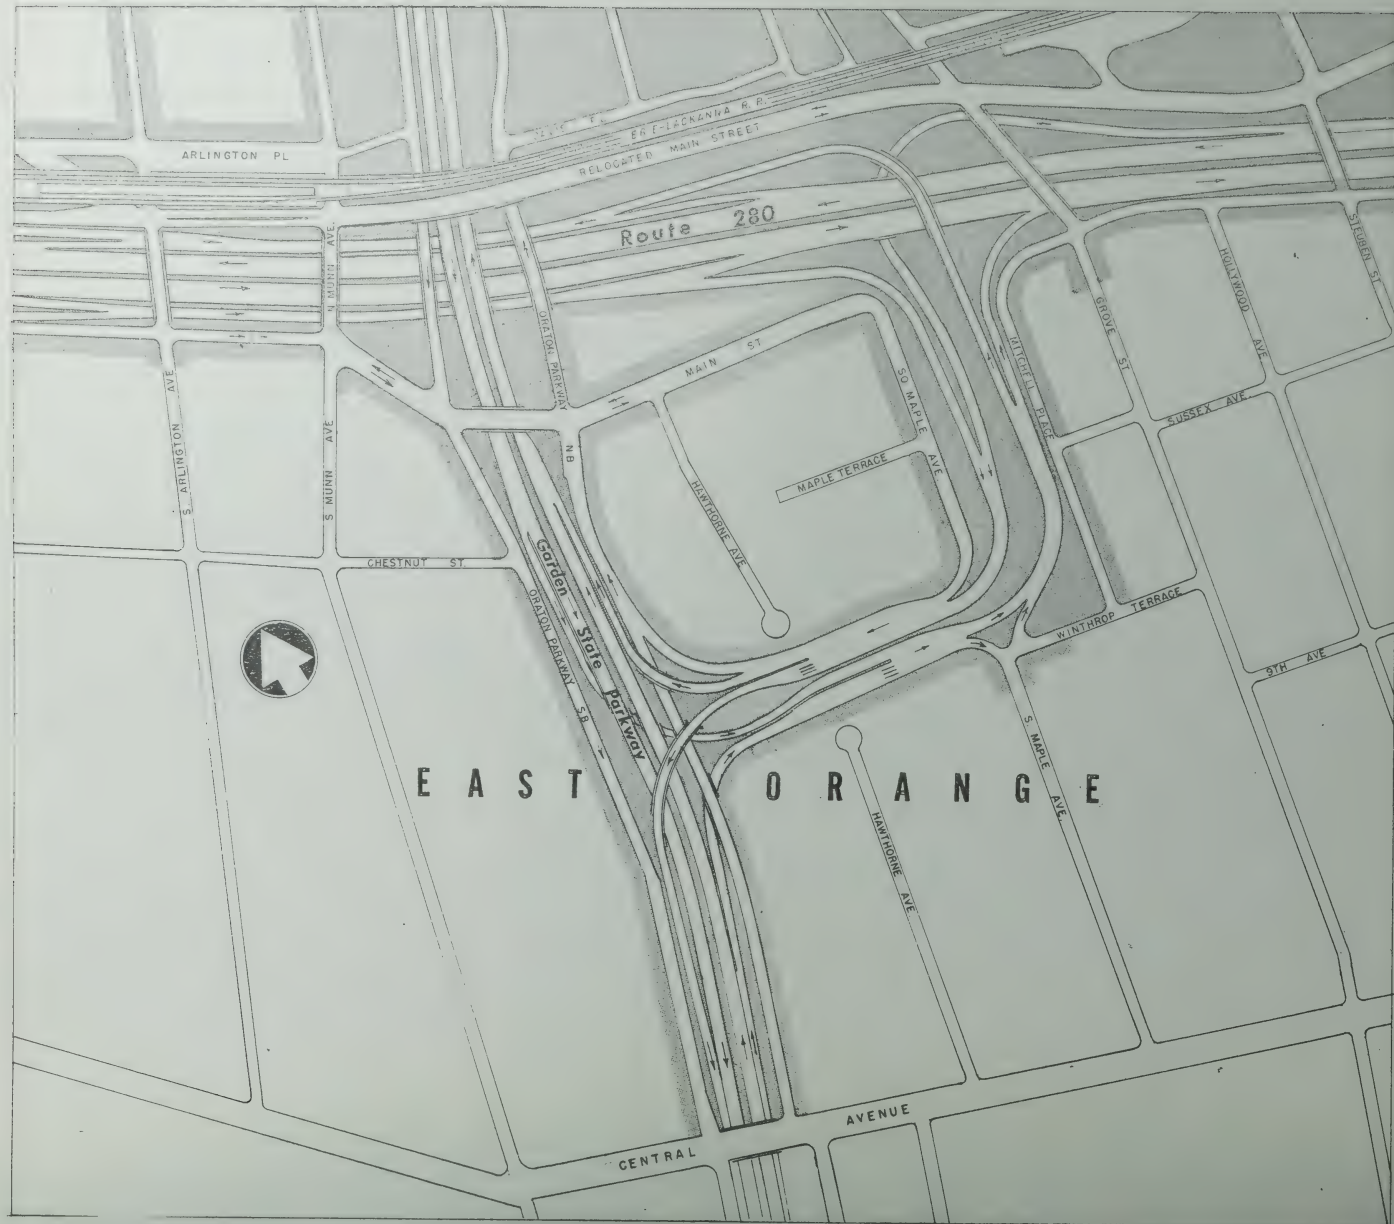 ARLINGTON PL
RELOCATED MAIN STREET
Route 280
N MUNN AVE.
ORATON PARKWAY
NB
MAIN ST
SO MAPLE AVE
MAPLE TERRACE
HAWTHORNE AVE
MITCHELL PLACE
GROVE ST
HOLLYWOOD AVE
STEUBEN ST.
SUSSEX AVE.
S. ARLINGTON AVE
S MUNN AVE
CHESTNUT ST.
Garden State Parkway
ORATON PARKWAY S.B.
WINTHROP TERRACE
9TH AVE
S. MAPLE AVE.
HAWTHORNE AVE.
EAST ORANGE
CENTRAL AVENUE